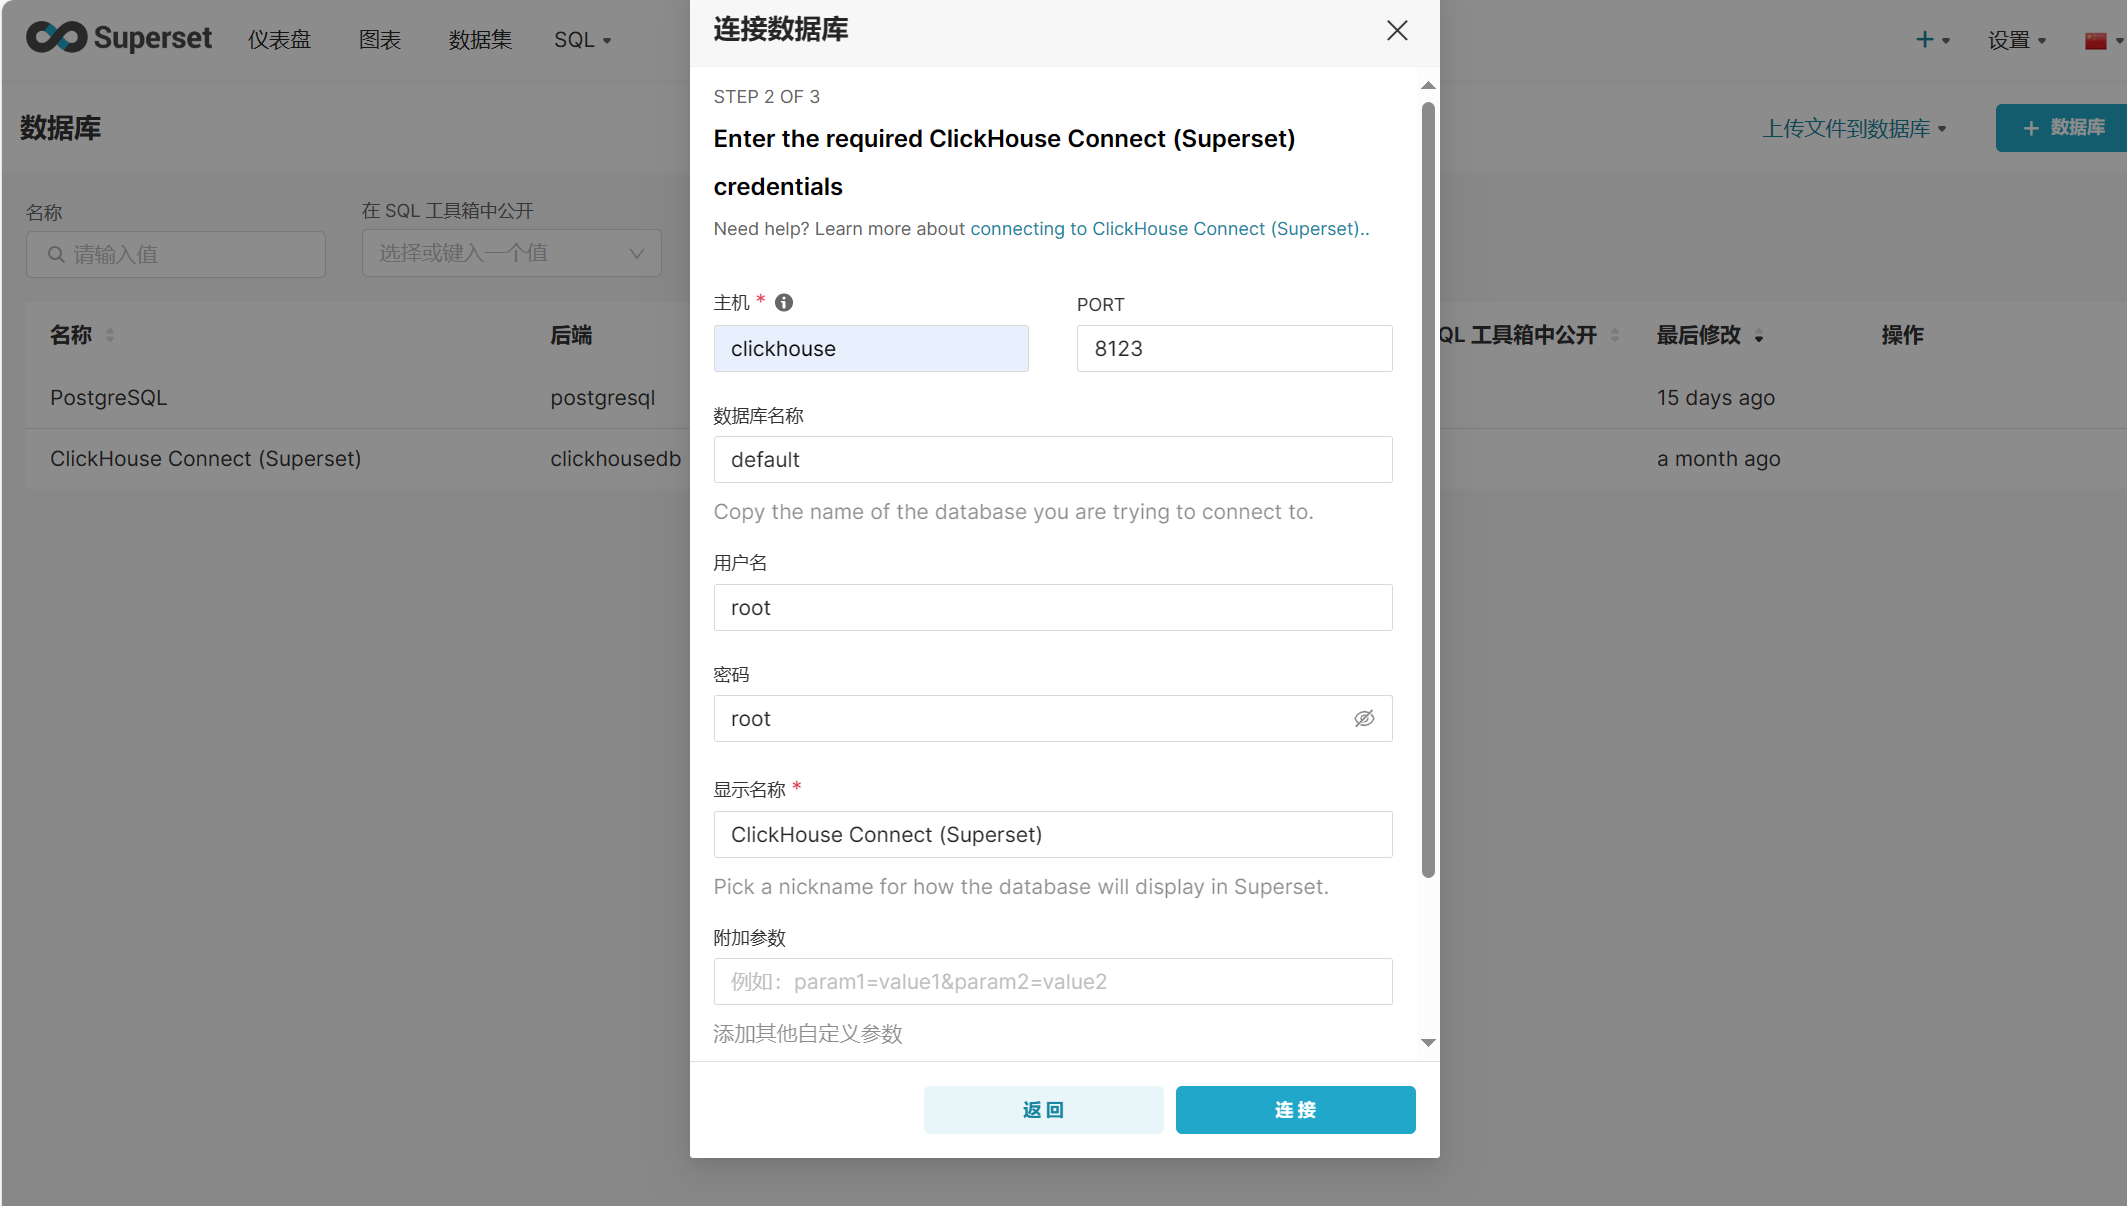 Superset 仪表盘 图表 数据集 SQL 设置
数据库
上传文件到数据库
+ 数据库
名称
请输入值
在 SQL 工具箱中公开
选择或键入一个值
名称 后端 QL 工具箱中公开 最后修改 操作
PostgreSQL postgresql 15 days ago
ClickHouse Connect (Superset) clickhousedb a month ago
连接数据库
STEP 2 OF 3
Enter the required ClickHouse Connect (Superset)
credentials
Need help? Learn more about connecting to ClickHouse Connect (Superset)..
主机 *
clickhouse
PORT
8123
数据库名称
default
Copy the name of the database you are trying to connect to.
用户名
root
密码
root
显示名称 *
ClickHouse Connect (Superset)
Pick a nickname for how the database will display in Superset.
附加参数
例如：param1=value1&param2=value2
添加其他自定义参数
返 回
连 接